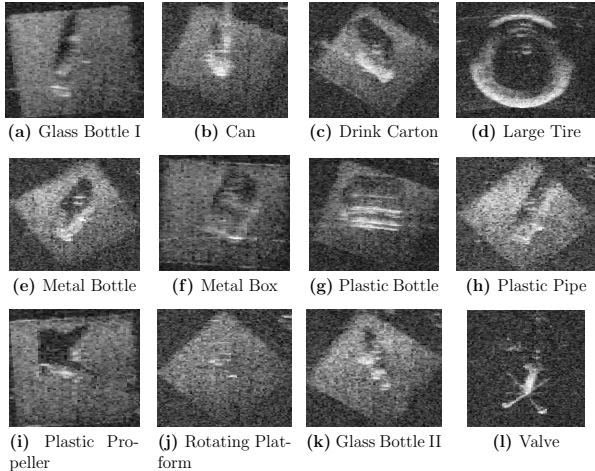 (a) Glass Bottle I
(b) Can
(c) Drink Carton
(d) Large Tire
(e) Metal Bottle
(f) Metal Box
(g) Plastic Bottle
(h) Plastic Pipe
(i) Plastic Pro-
peller
(j) Rotating Plat-
form
(k) Glass Bottle II
(l) Valve